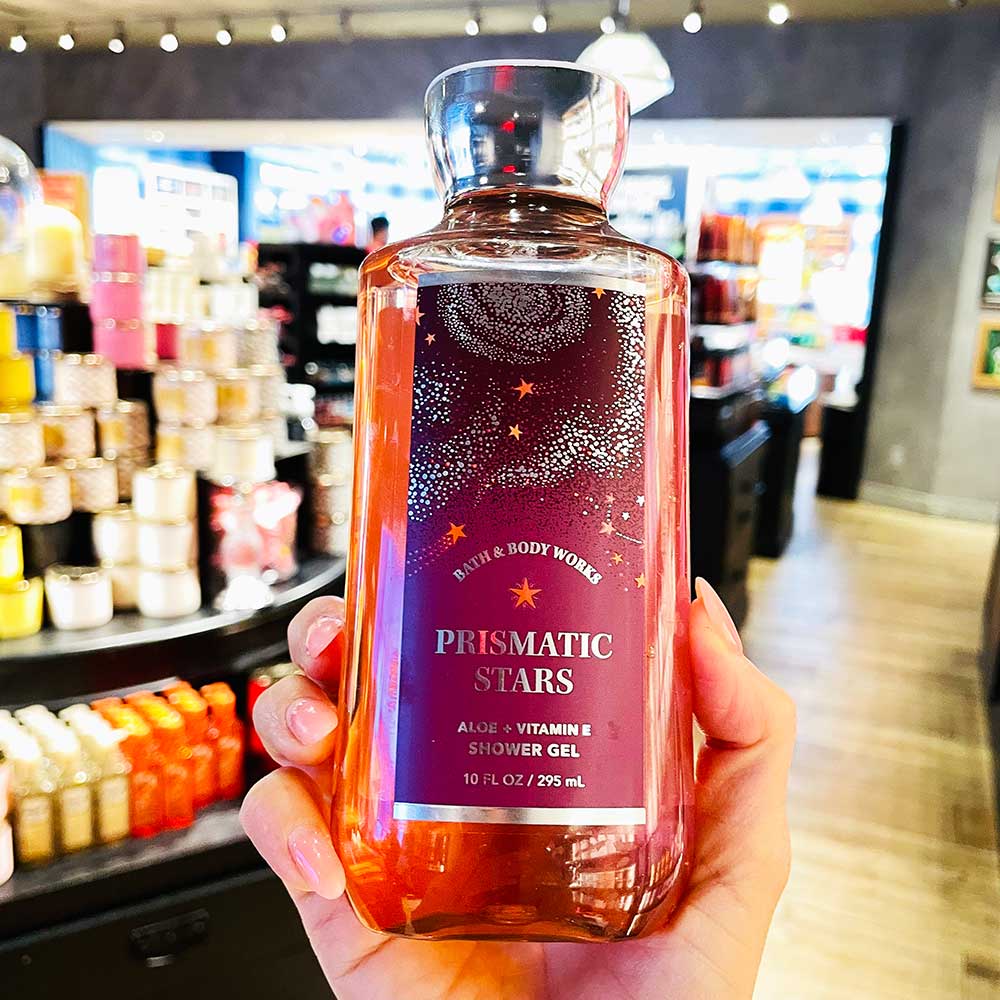 BATH & BODY WORKS
PRISMATIC
STARS
ALOE + VITAMIN E
SHOWER GEL
10 FL OZ / 295 mL